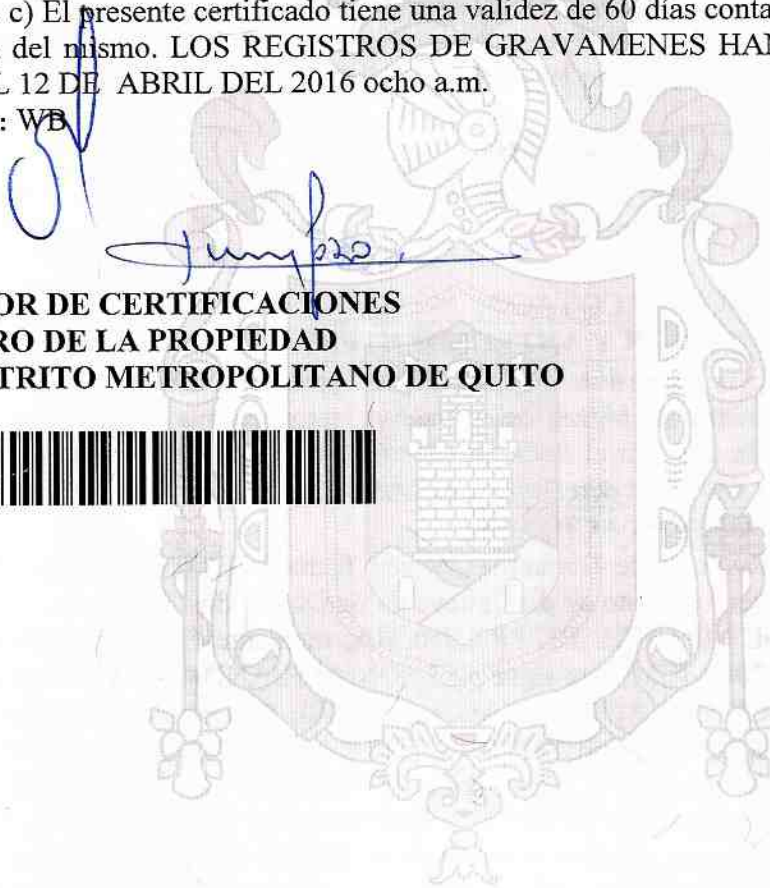 c) El presente certificado tiene una validez de 60 días conta
del mismo. LOS REGISTROS DE GRAVAMENES HAN
L 12 DE ABRIL DEL 2016 ocho a.m.
: WB
OR DE CERTIFICACIONES
RO DE LA PROPIEDAD
TRITO METROPOLITANO DE QUITO